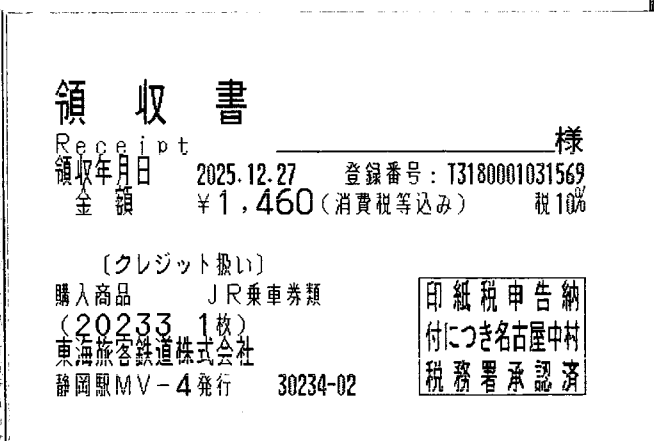 領収書
Receipt 様
領収年月日 2025.12.27 登録番号：T3180001031569
金額 ¥1,460(消費税等込み) 税10%
〔クレジット扱い〕
購入商品 JR乗車券類
(20233 1枚)
東海旅客鉄道株式会社
静岡駅MV-4発行 30234-02
印紙税申告納
付につき名古屋中村
税務署承認済